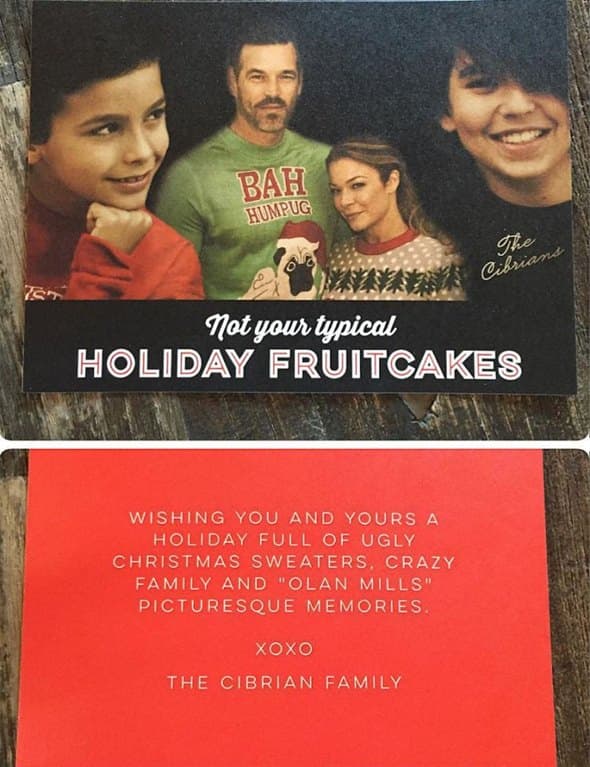 BAH
HUMPUG
IST
The
Cibrians
Not your typical
HOLIDAY FRUITCAKES
WISHING YOU AND YOURS A
HOLIDAY FULL OF UGLY
CHRISTMAS SWEATERS, CRAZY
FAMILY AND "OLAN MILLS"
PICTURESQUE MEMORIES.
XOXO
THE CIBRIAN FAMILY